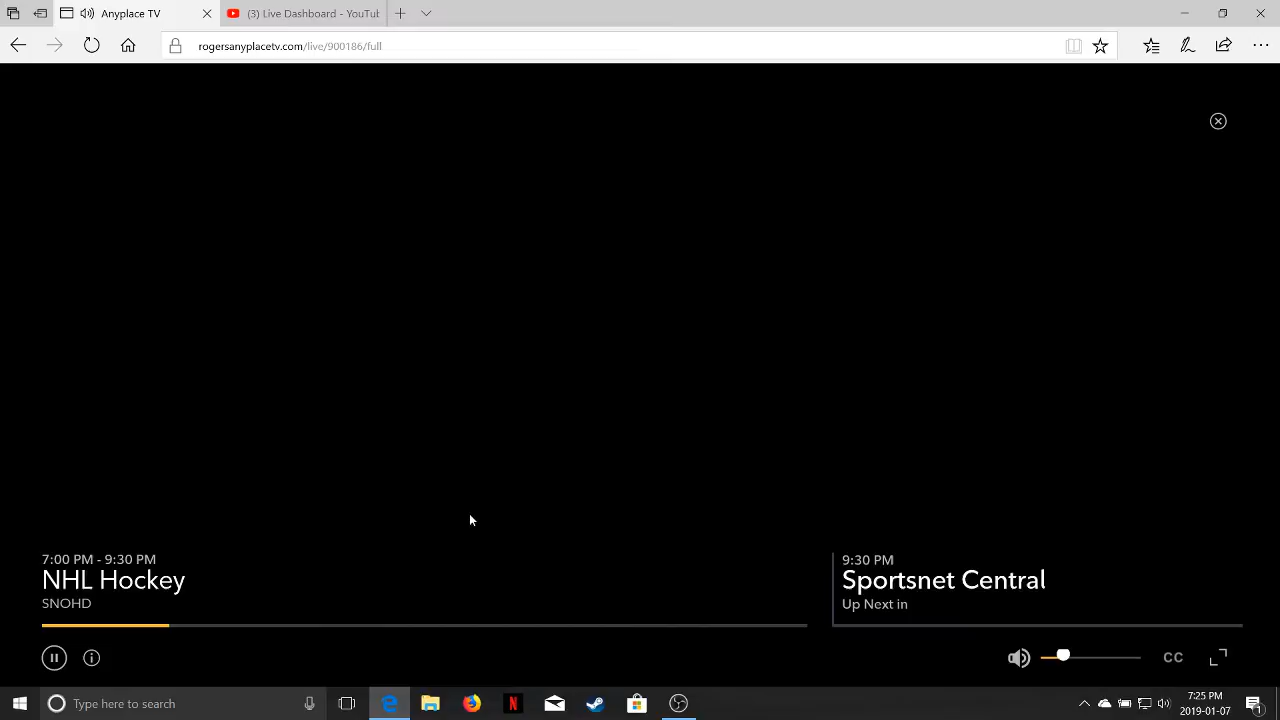 Anyplace TV
(3) Live Dashboard - YouTut
rogersanyplacetv.com/live/900186/full
7:00 PM - 9:30 PM
NHL Hockey
SNOHD
9:30 PM
Sportsnet Central
Up Next in
CC
Type here to search
N
7:25 PM
2019-01-07
1